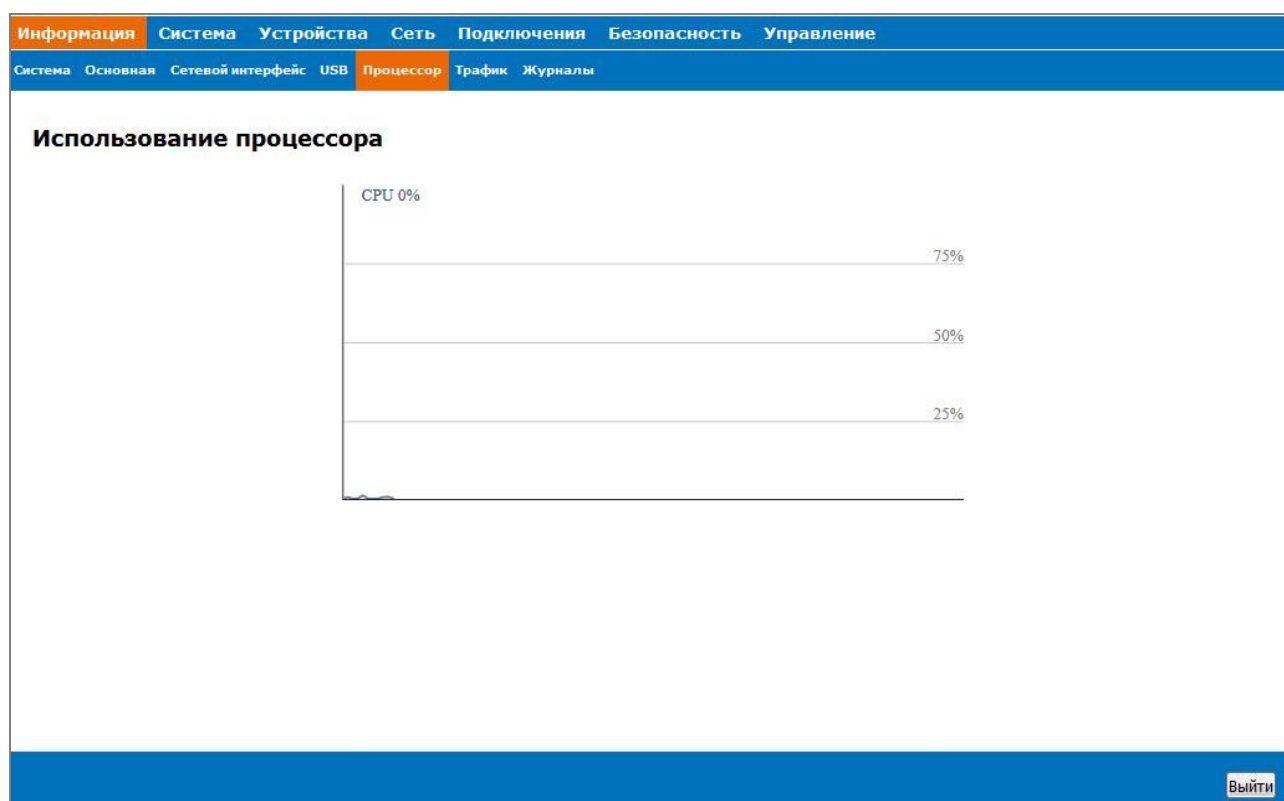 Информация Система Устройства Сеть Подключения Безопасность Управление
Система Основная Сетевой интерфейс USB Процессор Трафик Журналы
Использование процессора
CPU 0%
75%
50%
25%
Выйти